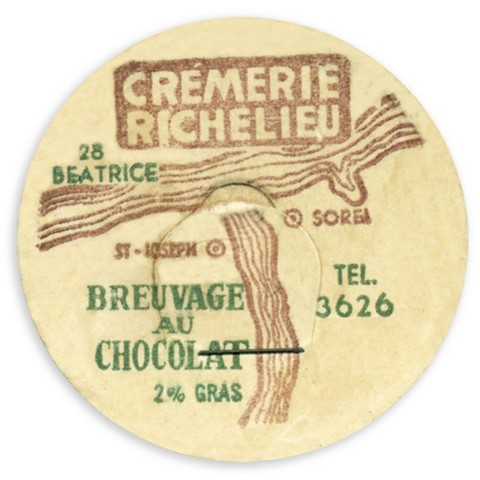 CRÉMERIE
RICHELIEU
28
BEATRICE
SOREL
ST-JOSEPH
TEL.
3626
BREUVAGE
AU
CHOCOLAT
2% GRAS